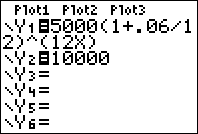 Plot1 Plot2 Plot3
\Y1=5000(1+.06/1
2)^(12X)
\Y2=10000
\Y3=
\Y4=
\Y5=
\Y6=